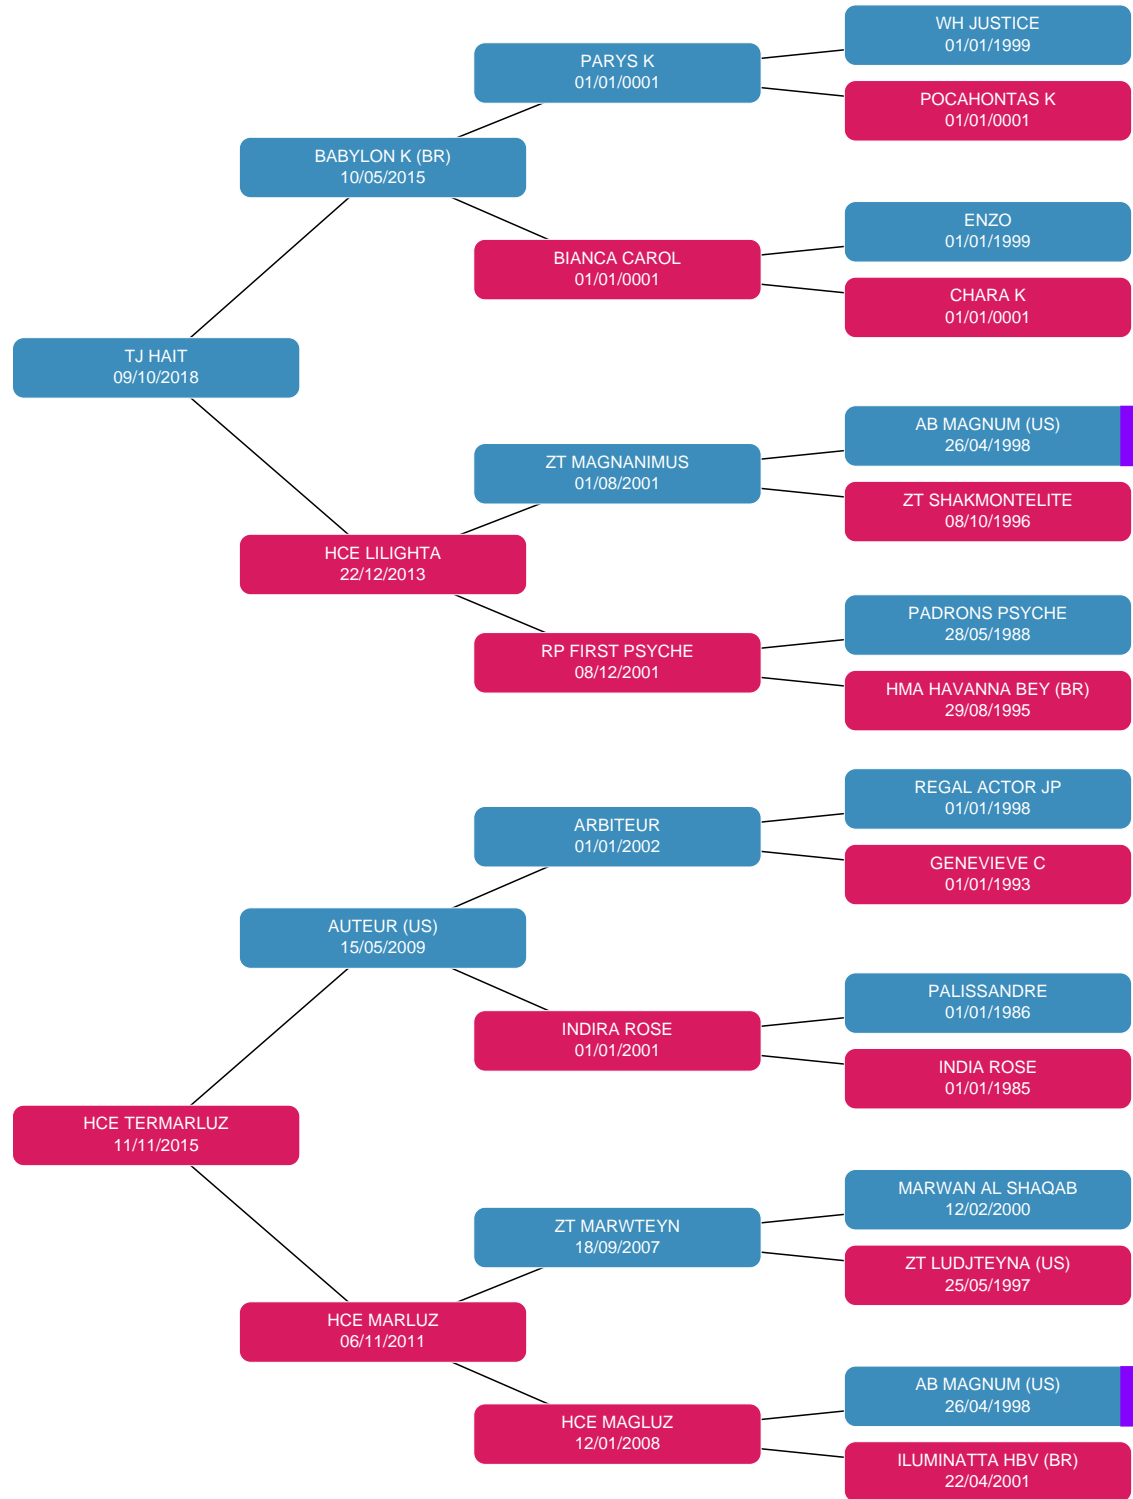 WH JUSTICE
01/01/1999
PARYS K
01/01/0001
POCAHONTAS K
01/01/0001
BABYLON K (BR)
10/05/2015
ENZO
01/01/1999
BIANCA CAROL
01/01/0001
CHARA K
01/01/0001
TJ HAIT
09/10/2018
AB MAGNUM (US)
26/04/1998
ZT MAGNANIMUS
01/08/2001
ZT SHAKMONTELITE
08/10/1996
HCE LILIGHTA
22/12/2013
PADRONS PSYCHE
28/05/1988
RP FIRST PSYCHE
08/12/2001
HMA HAVANNA BEY (BR)
29/08/1995
REGAL ACTOR JP
01/01/1998
ARBITEUR
01/01/2002
GENEVIEVE C
01/01/1993
AUTEUR (US)
15/05/2009
PALISSANDRE
01/01/1986
INDIRA ROSE
01/01/2001
INDIA ROSE
01/01/1985
HCE TERMARLUZ
11/11/2015
MARWAN AL SHAQAB
12/02/2000
ZT MARWTEYN
18/09/2007
ZT LUDJTEYNA (US)
25/05/1997
HCE MARLUZ
06/11/2011
AB MAGNUM (US)
26/04/1998
HCE MAGLUZ
12/01/2008
ILUMINATTA HBV (BR)
22/04/2001